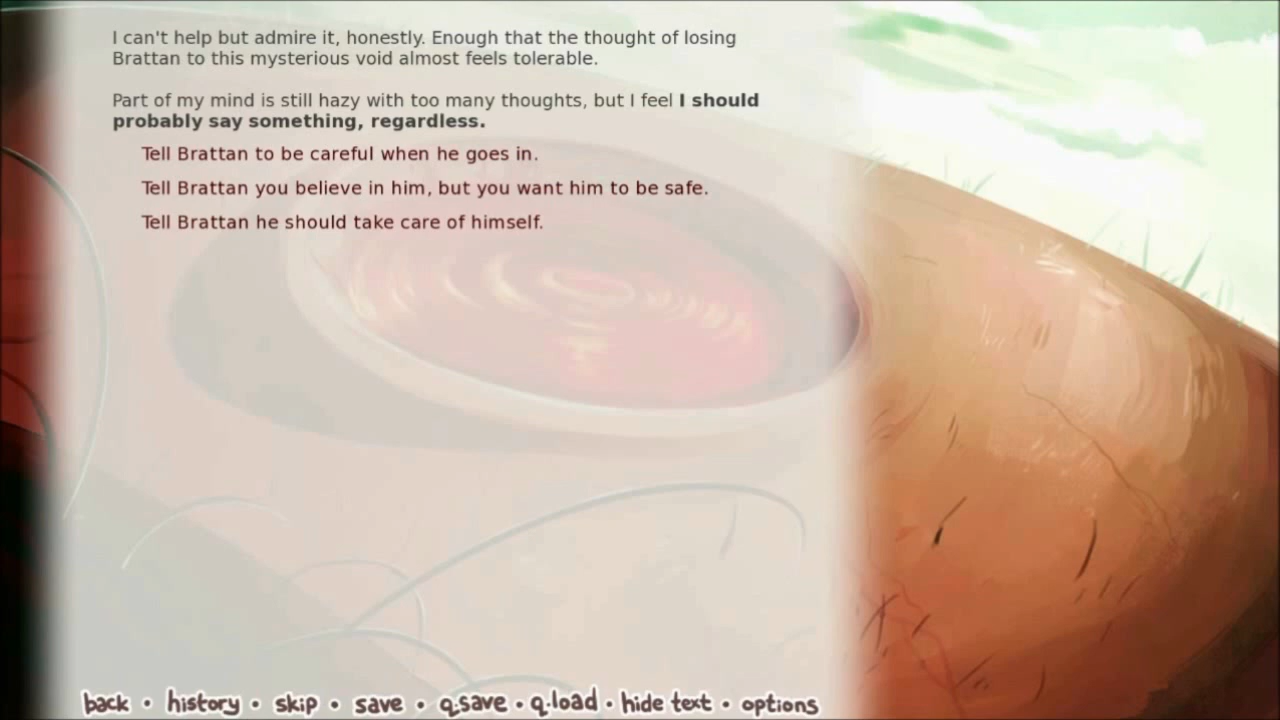 I can't help but admire it, honestly. Enough that the thought of losing
Brattan to this mysterious void almost feels tolerable.
Part of my mind is still hazy with too many thoughts, but I feel I should
probably say something, regardless.
Tell Brattan to be careful when he goes in.
Tell Brattan you believe in him, but you want him to be safe.
Tell Brattan he should take care of himself.
back • history • skip • save • q.save • q.load • hide text • options